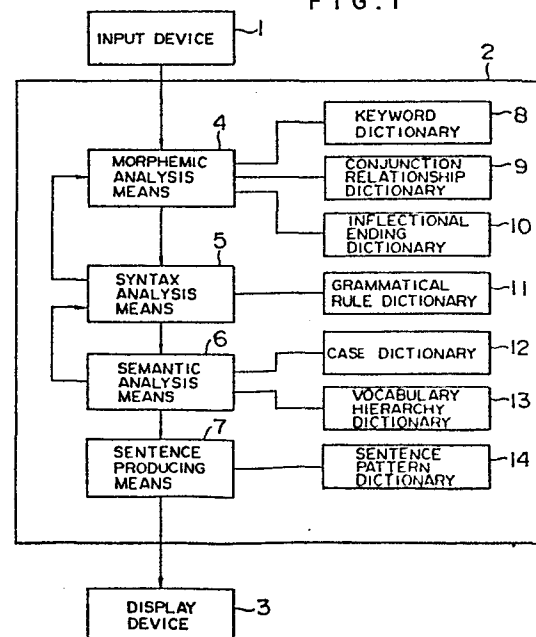 FIG.1
INPUT DEVICE
1
2
4
MORPHEMIC
ANALYSIS
MEANS
KEYWORD
DICTIONARY
8
CONJUNCTION
RELATIONSHIP
DICTIONARY
9
INFLECTIONAL
ENDING
DICTIONARY
10
5
SYNTAX
ANALYSIS
MEANS
GRAMMATICAL
RULE DICTIONARY
11
6
SEMANTIC
ANALYSIS
MEANS
CASE DICTIONARY
12
VOCABULARY
HIERARCHY
DICTIONARY
13
7
SENTENCE
PRODUCING
MEANS
SENTENCE
PATTERN
DICTIONARY
14
DISPLAY
DEVICE
3